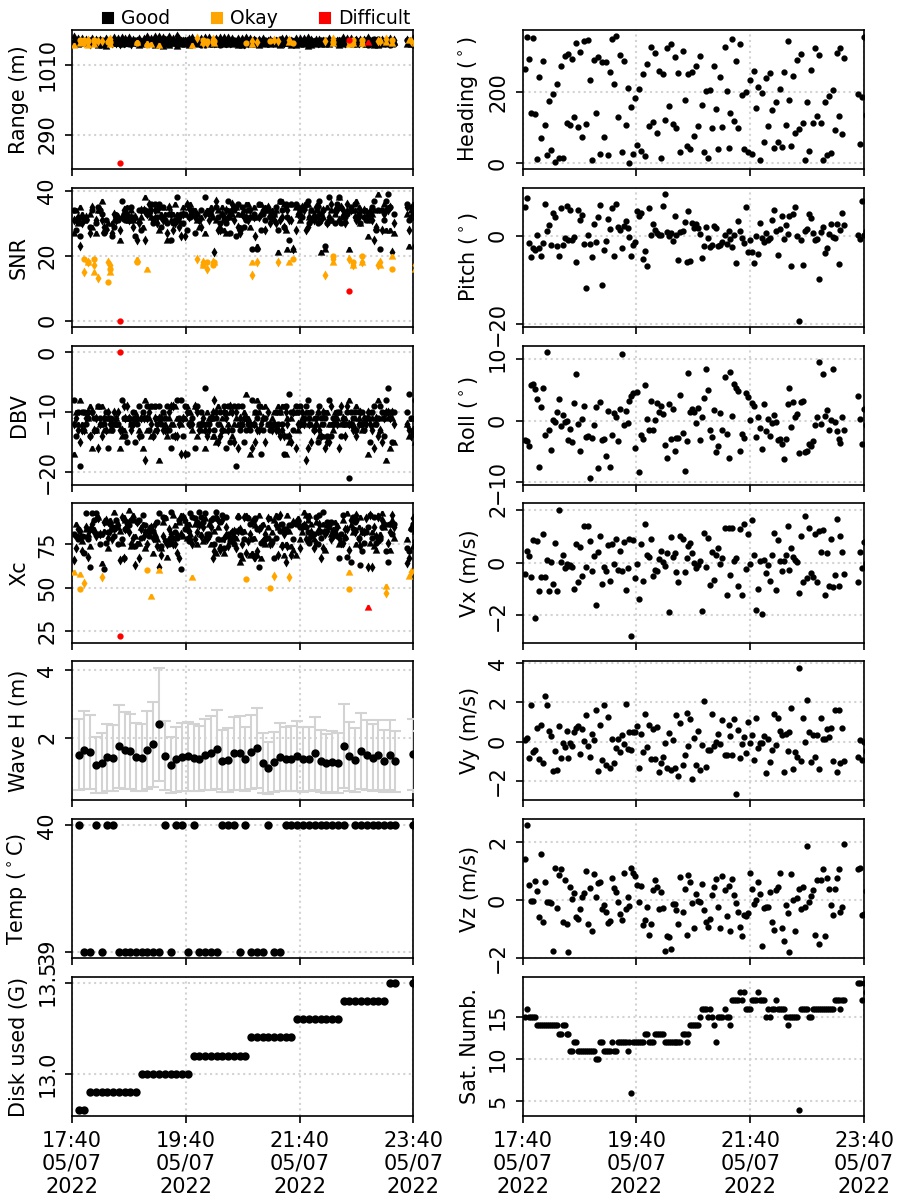 Good Okay Difficult
Range (m)
1010
290
Heading (°)
200
0
SNR
40
20
0
Pitch (°)
0
−20
DBV
0
−10
−20
Roll (°)
10
0
−10
Xc
75
50
25
Vx (m/s)
2
0
−2
Wave H (m)
4
2
Vy (m/s)
4
2
0
−2
Temp (°C)
40
539
Vz (m/s)
2
0
−2
Disk used (G)
13.5
13.0
Sat. Numb.
15
10
5
17:40 19:40 21:40 23:40 17:40 19:40 21:40 23:40
05/07 05/07 05/07 05/07 05/07 05/07 05/07 05/07
2022 2022 2022 2022 2022 2022 2022 2022